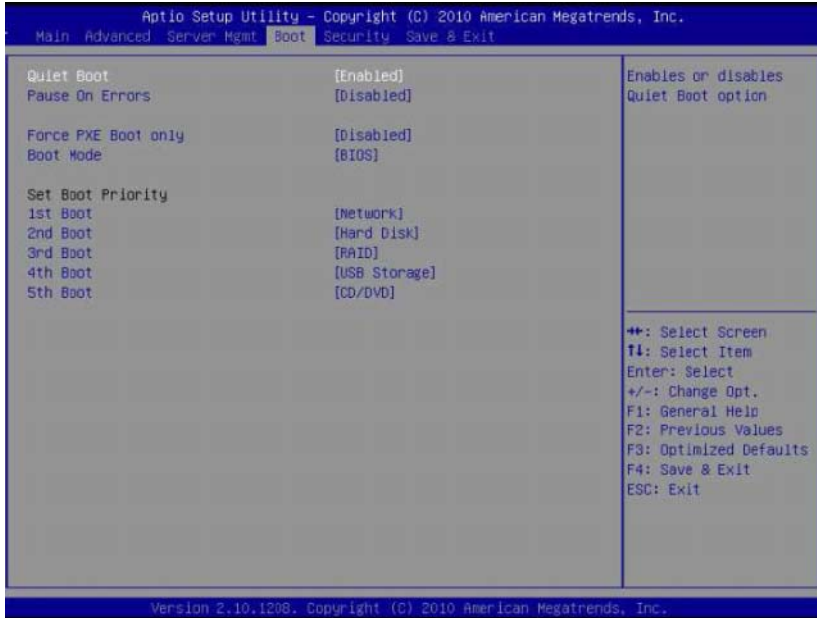 Aptio Setup Utility – Copyright (C) 2010 American Megatrends, Inc.
Main Advanced Server Mgmt Boot Security Save & Exit
Quiet Boot [Enabled]
Pause On Errors [Disabled]
Force PXE Boot only [Disabled]
Boot Mode [BIOS]
Set Boot Priority
1st Boot [Network]
2nd Boot [Hard Disk]
3rd Boot [RAID]
4th Boot [USB Storage]
5th Boot [CD/DVD]
Enables or disables
Quiet Boot option
→←: Select Screen
↑↓: Select Item
Enter: Select
+/-: Change Opt.
F1: General Help
F2: Previous Values
F3: Optimized Defaults
F4: Save & Exit
ESC: Exit
Version 2.10.1208. Copyright (C) 2010 American Megatrends, Inc.